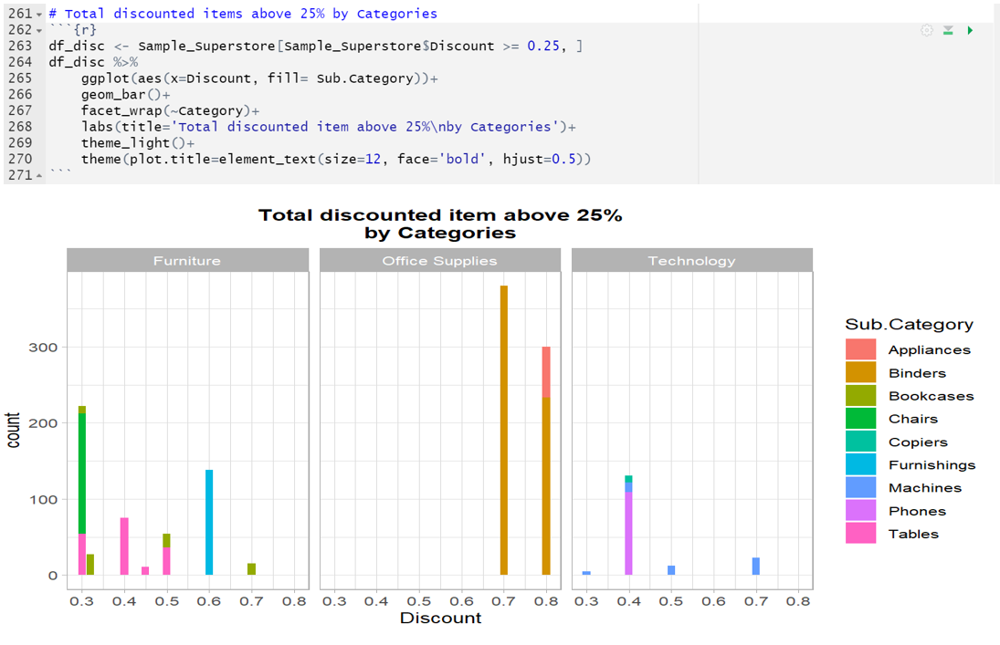 261 # Total discounted items above 25% by Categories
262 ```{r}
263 df_disc <- Sample_Superstore[Sample_Superstore$Discount >= 0.25, ]
264 df_disc %>%
265     ggplot(aes(x=Discount, fill= Sub.Category))+
266     geom_bar()+
267     facet_wrap(~Category)+
268     labs(title='Total discounted item above 25%\nby Categories')+
269     theme_light()+
270     theme(plot.title=element_text(size=12, face='bold', hjust=0.5))
271 ```
Total discounted item above 25%
by Categories
Furniture Office Supplies Technology
300
200
100
0
count
0.3 0.4 0.5 0.6 0.7 0.8 0.3 0.4 0.5 0.6 0.7 0.8 0.3 0.4 0.5 0.6 0.7 0.8
Discount
Sub.Category
Appliances
Binders
Bookcases
Chairs
Copiers
Furnishings
Machines
Phones
Tables